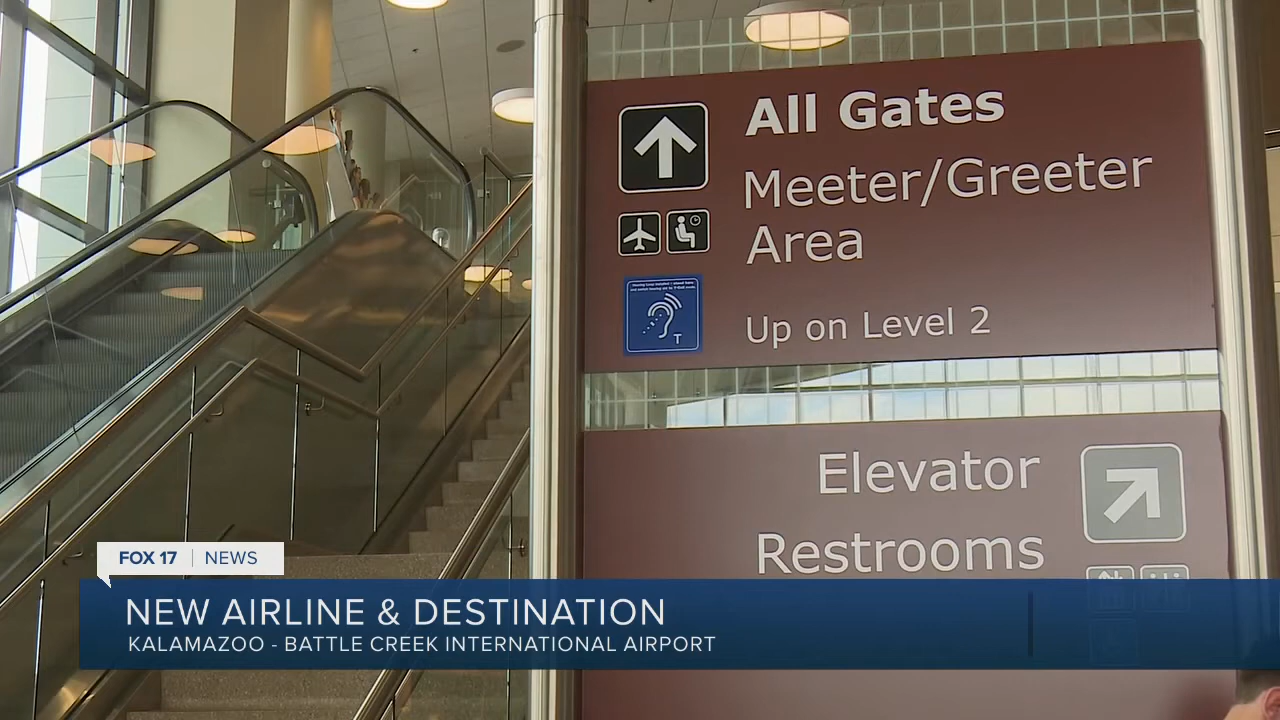 All Gates
Meeter/Greeter
Area
Up on Level 2
T
Elevator
Restrooms
FOX 17 | NEWS
NEW AIRLINE & DESTINATION
KALAMAZOO - BATTLE CREEK INTERNATIONAL AIRPORT